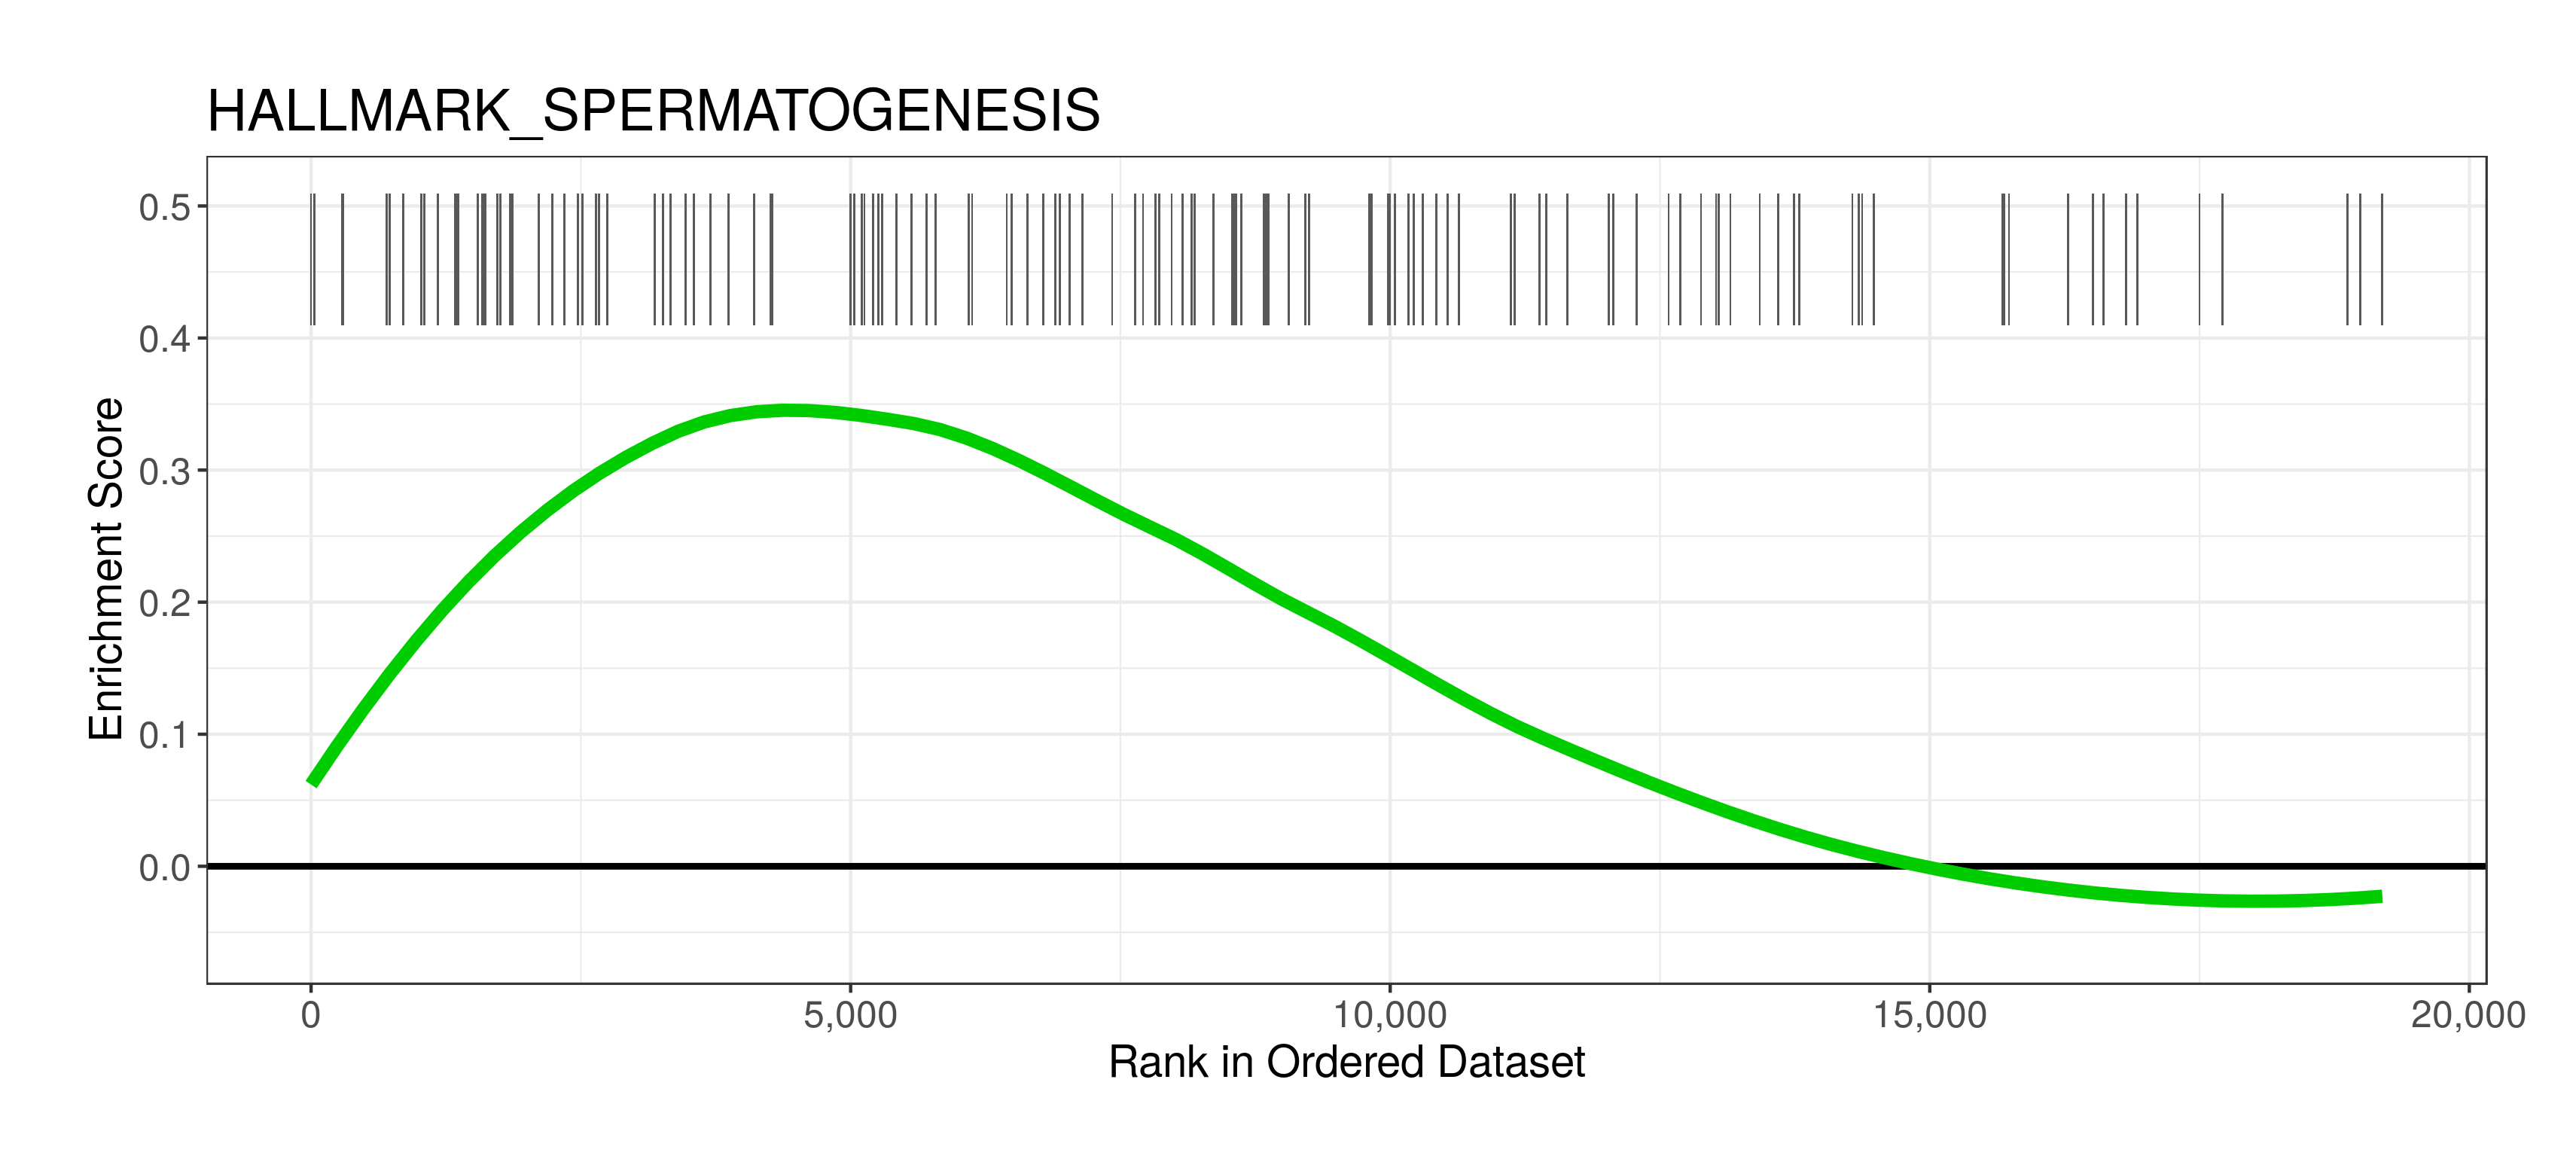 HALLMARK_SPERMATOGENESIS
0.5
0.4
0.3
0.2
0.1
0.0
Enrichment Score
0 5,000 10,000 15,000 20,000
Rank in Ordered Dataset